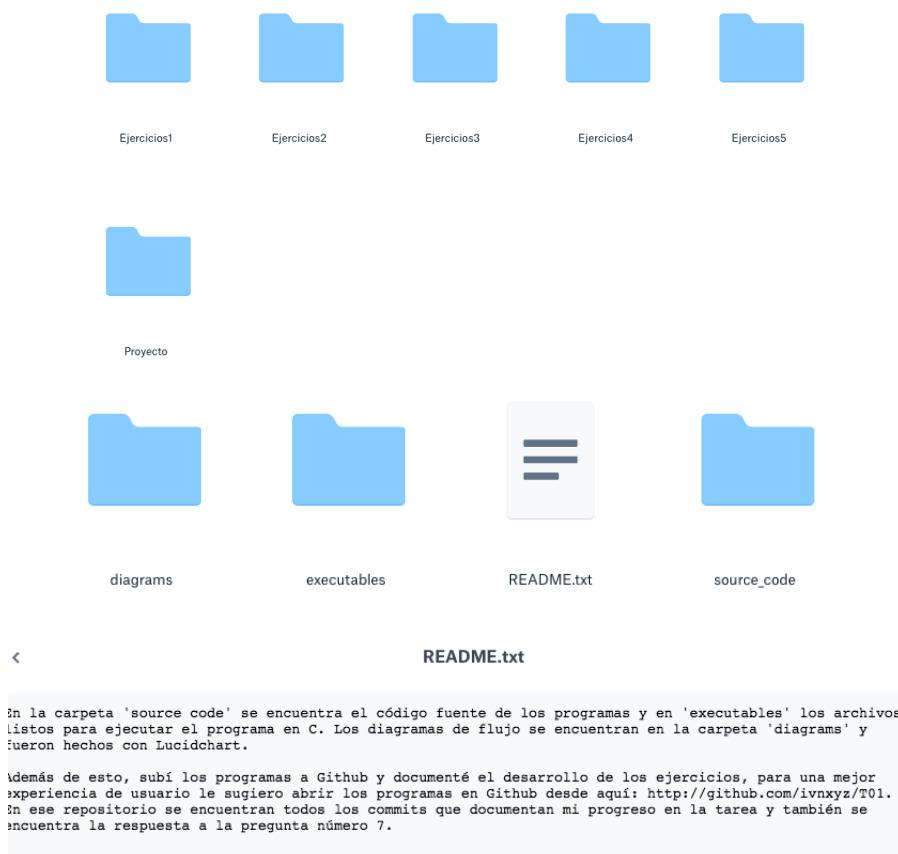 Ejercicios1 Ejercicios2 Ejercicios3 Ejercicios4 Ejercicios5
Proyecto
diagrams executables README.txt source_code
< README.txt
En la carpeta 'source code' se encuentra el código fuente de los programas y en 'executables' los archivos
listos para ejecutar el programa en C. Los diagramas de flujo se encuentran en la carpeta 'diagrams' y
fueron hechos con Lucidchart.
Además de esto, subí los programas a Github y documenté el desarrollo de los ejercicios, para una mejor
experiencia de usuario le sugiero abrir los programas en Github desde aquí: http://github.com/ivnxyz/T01.
En ese repositorio se encuentran todos los commits que documentan mi progreso en la tarea y también se
encuentra la respuesta a la pregunta número 7.